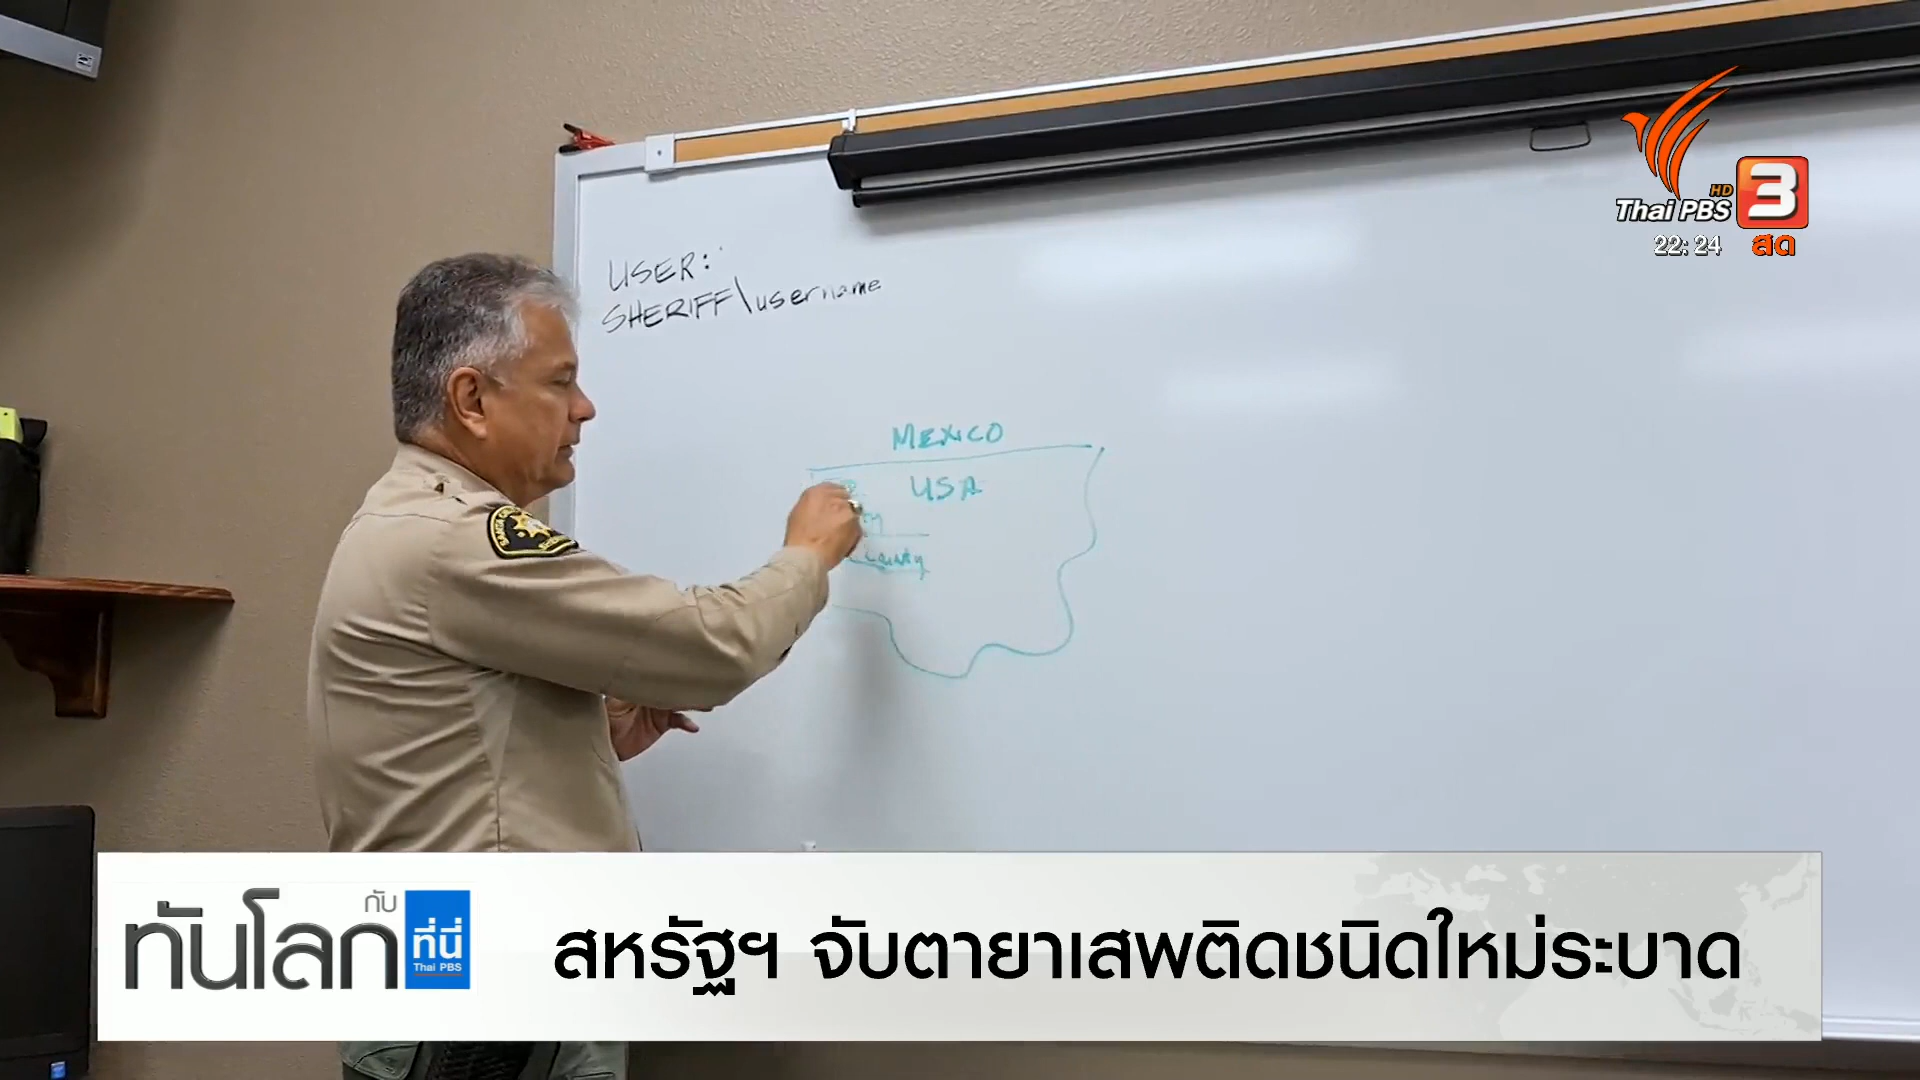 HD
Thai PBS 3
22:24 สด
USER:
SHERIFF\username
MEXICO
USA
County
ทันโลก กับ ที่นี่ Thai PBS
สหรัฐฯ จับตายาเสพติดชนิดใหม่ระบาด